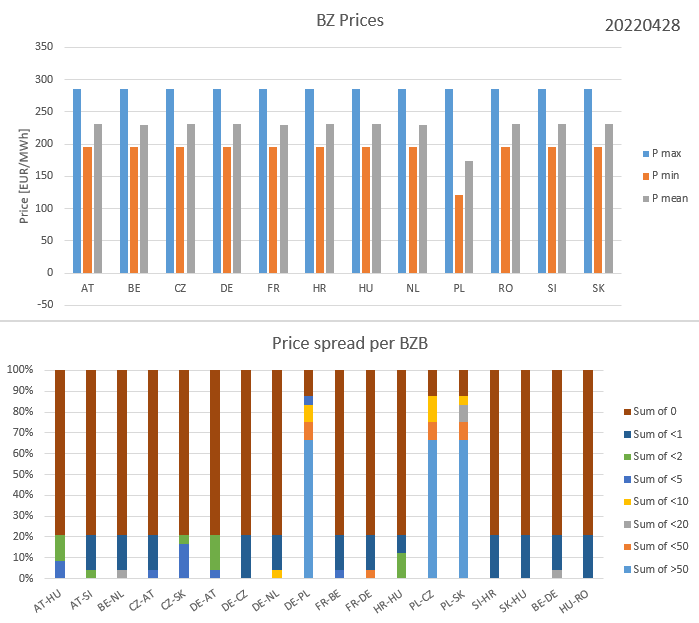 BZ Prices
20220428
350
300
250
200
150
100
50
0
-50
Price [EUR/MWh]
AT BE CZ DE FR HR HU NL PL RO SI SK
P max
P min
P mean
Price spread per BZB
100%
90%
80%
70%
60%
50%
40%
30%
20%
10%
0%
AT-HU AT-SI BE-NL CZ-AT CZ-SK DE-AT DE-CZ DE-NL DE-PL FR-BE FR-DE HR-HU PL-CZ PL-SK SI-HR SK-HU BE-DE HU-RO
Sum of 0
Sum of <1
Sum of <2
Sum of <5
Sum of <10
Sum of <20
Sum of <50
Sum of >50